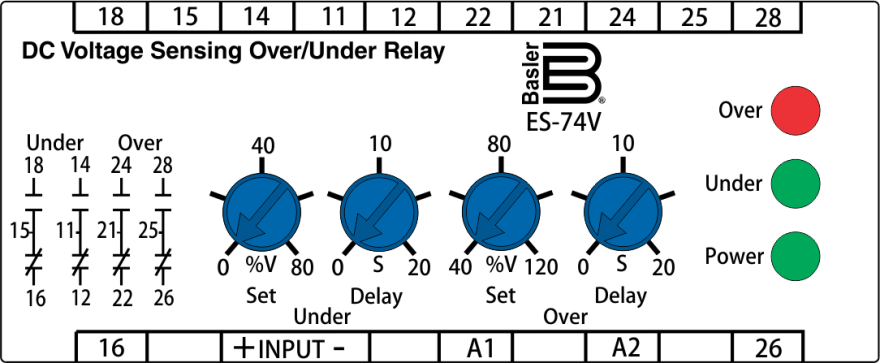 18 15 14 11 12 22 21 24 25 28
DC Voltage Sensing Over/Under Relay
Basler
®
ES-74V
Over
Under
Power
Under Over
18 14 24 28
15 11 21 25
16 12 22 26
40 10 80 10
0 %V 80 0 S 20 40 %V 120 0 S 20
Set Delay Set Delay
Under Over
16 + INPUT - A1 A2 26